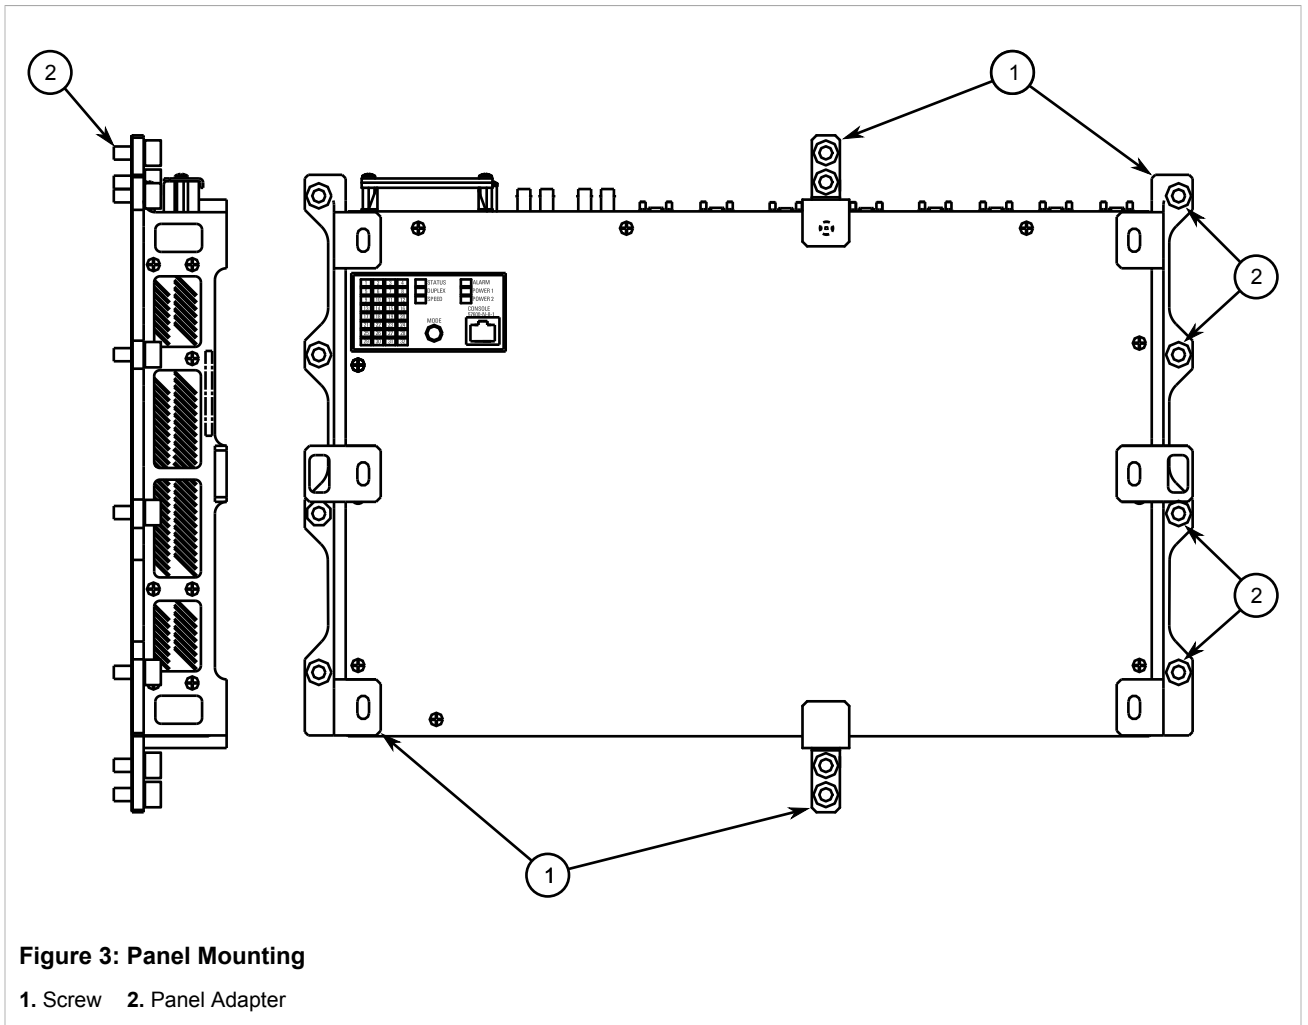 2
1
2
STATUS
DUPLEX
SPEED
ALARM
POWER 1
POWER 2
CONSOLE
MODE
2
1
Figure 3: Panel Mounting
1. Screw 2. Panel Adapter